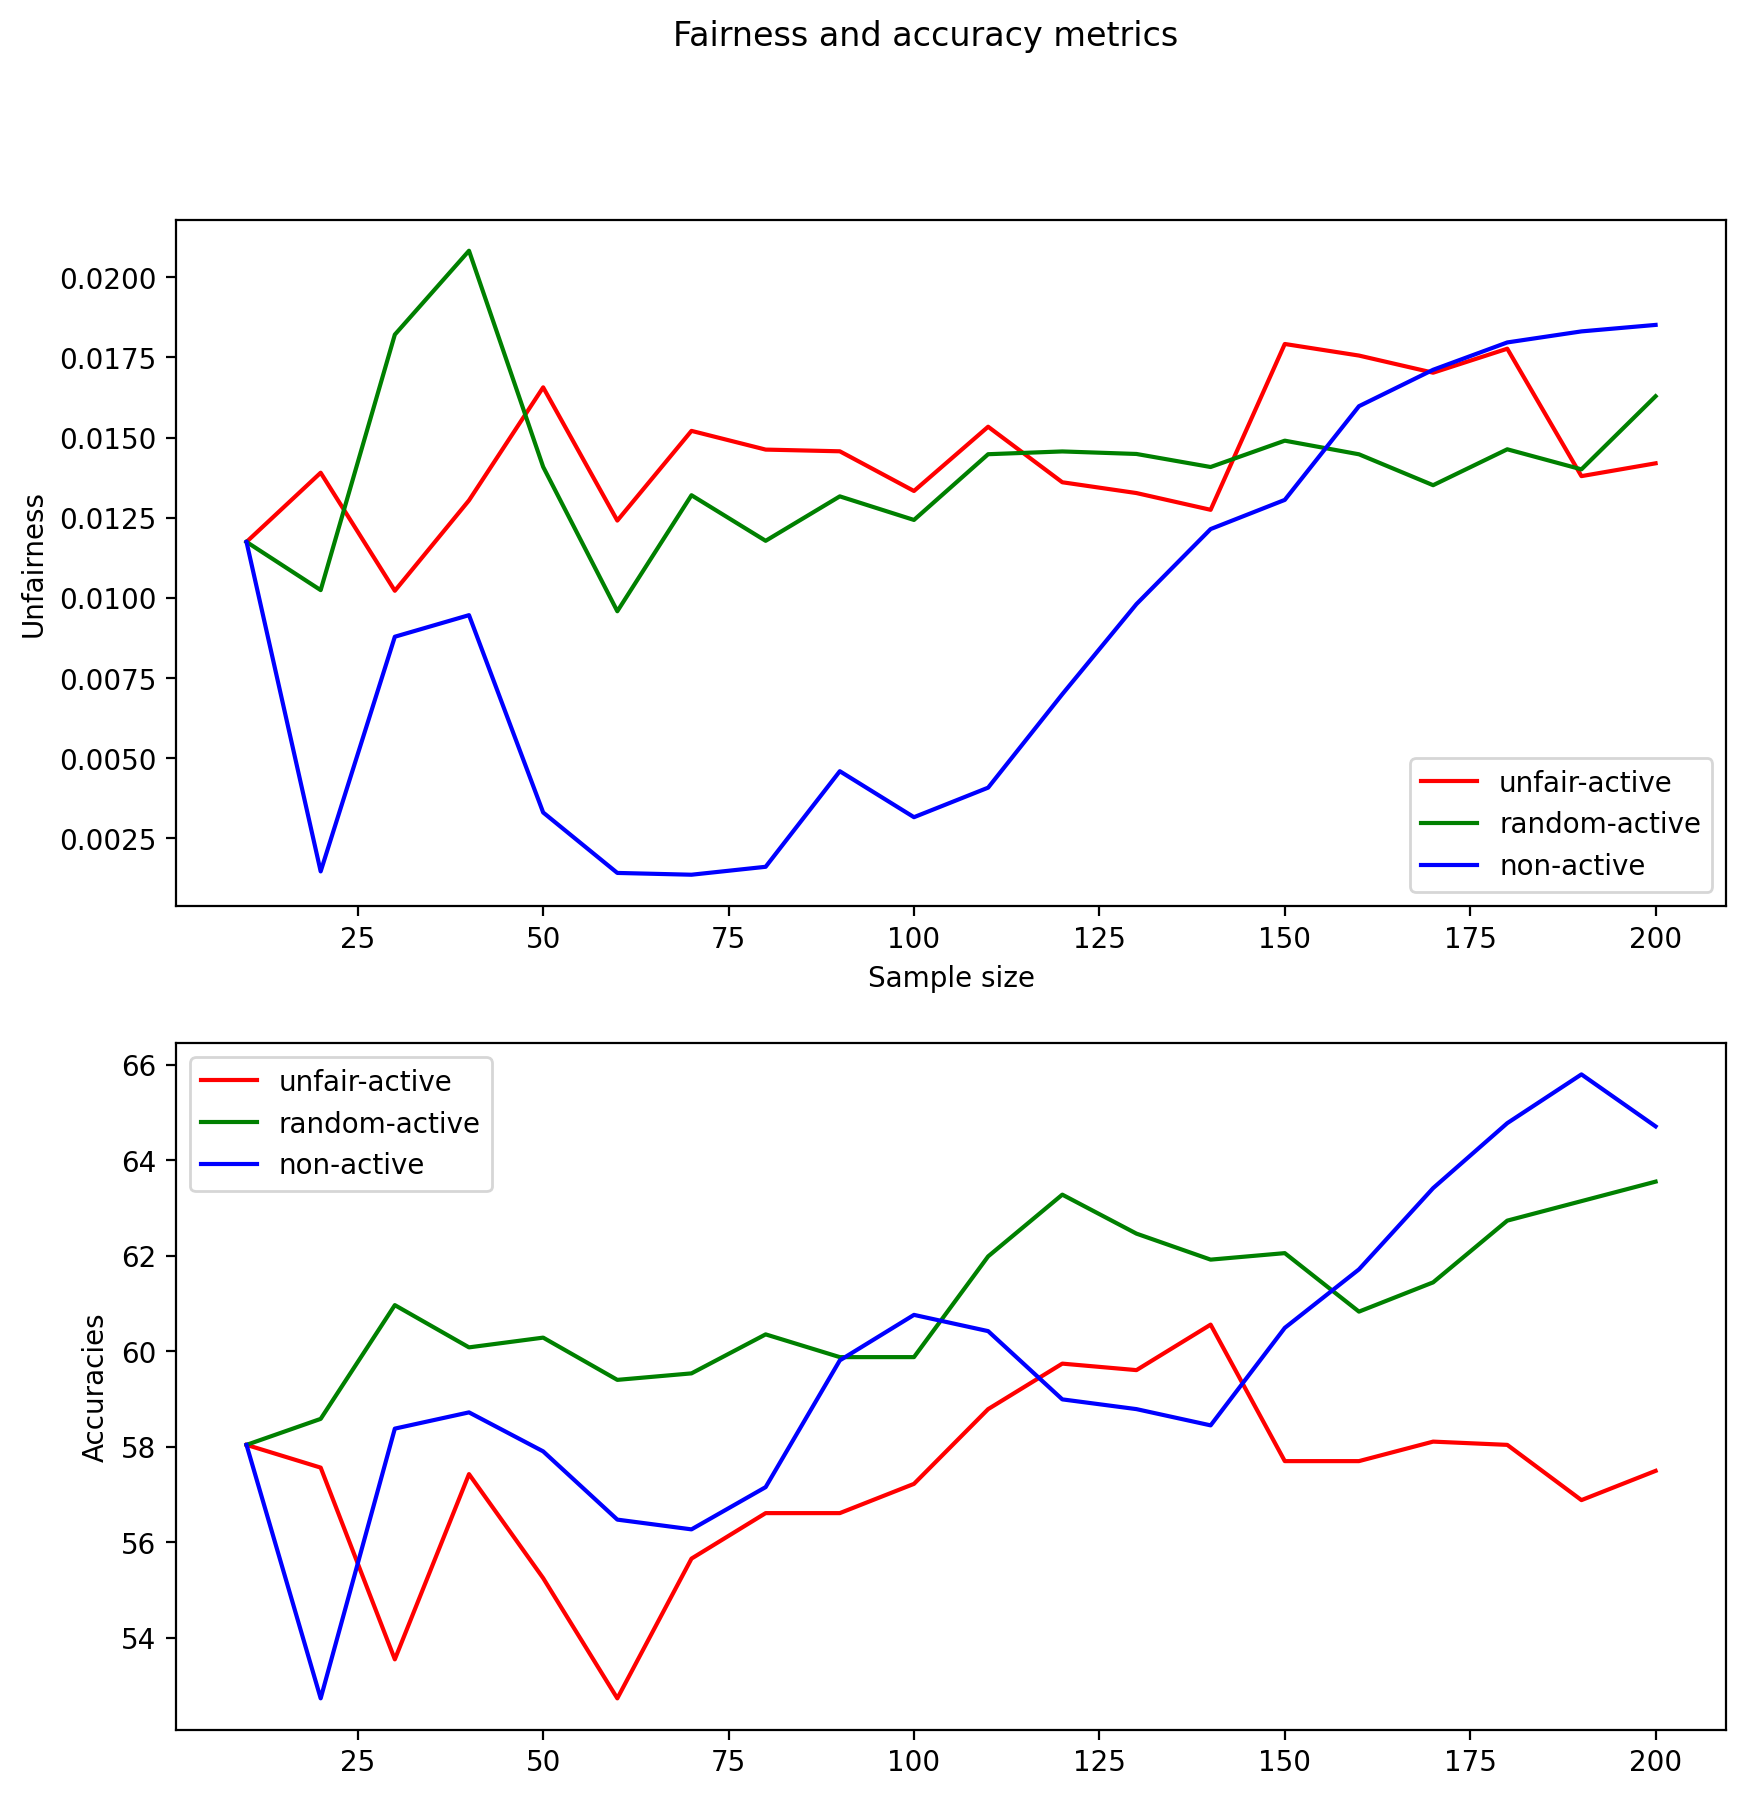 Fairness and accuracy metrics
0.0200
0.0175
0.0150
0.0125
0.0100
0.0075
0.0050
0.0025
Unfairness
unfair-active
random-active
non-active
25 50 75 100 125 150 175 200
Sample size
66
64
62
60
58
56
54
Accuracies
unfair-active
random-active
non-active
25 50 75 100 125 150 175 200